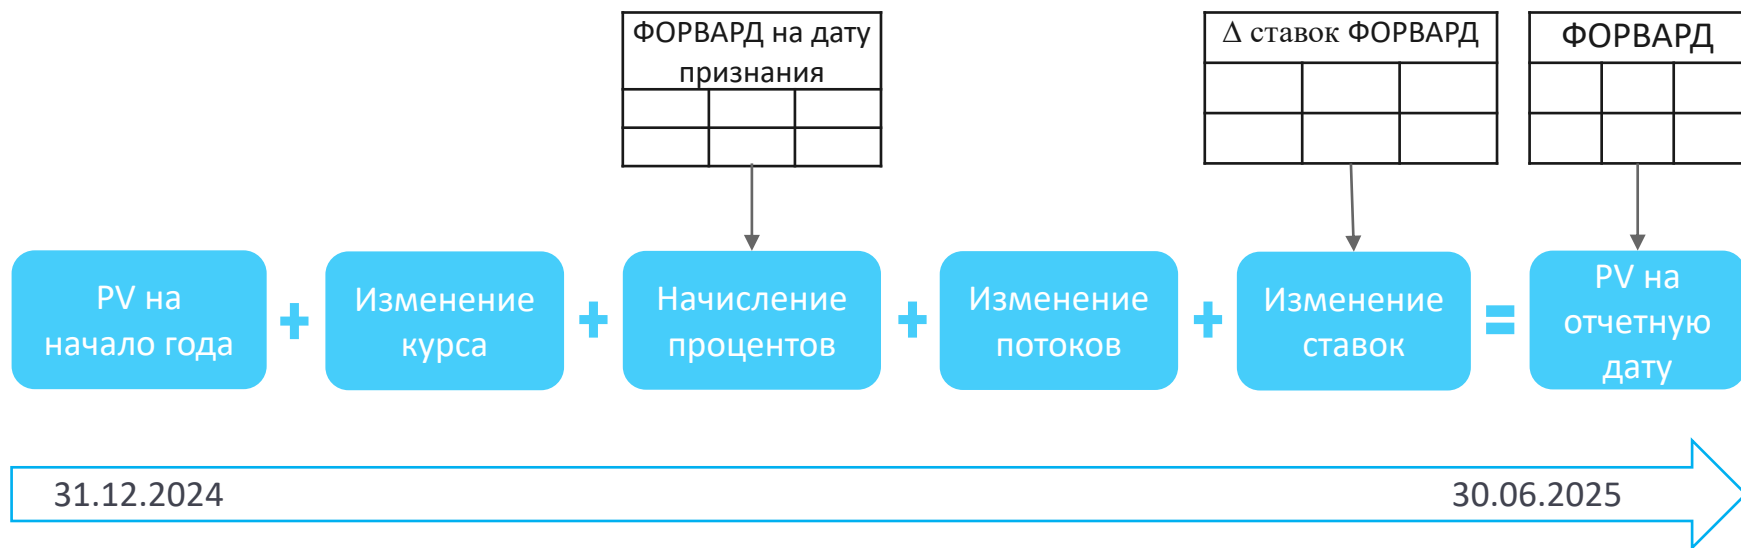 ФОРВАРД на дату
признания
Δ ставок ФОРВАРД
ФОРВАРД
PV на
начало года
+
Изменение
курса
+
Начисление
процентов
+
Изменение
потоков
+
Изменение
ставок
=
PV на
отчетную
дату
31.12.2024
30.06.2025